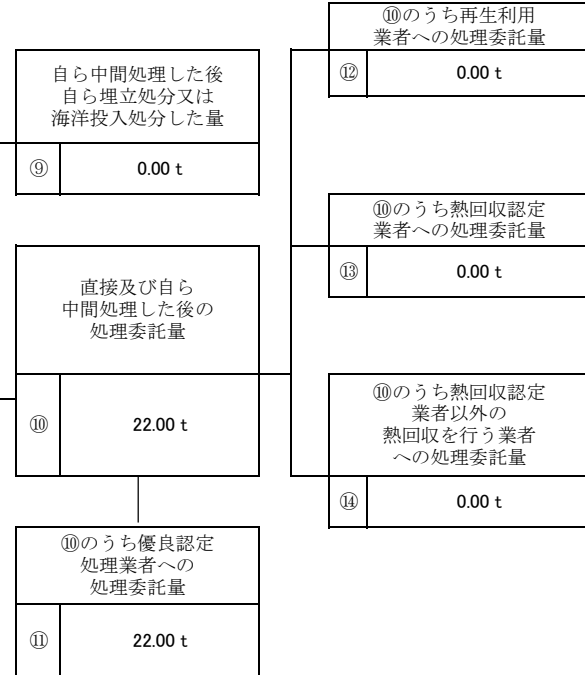 自ら中間処理した後
自ら埋立処分又は
海洋投入処分した量
⑨ 0.00 t
直接及び自ら
中間処理した後の
処理委託量
⑩ 22.00 t
⑩のうち優良認定
処理業者への
処理委託量
⑪ 22.00 t
⑩のうち再生利用
業者への処理委託量
⑫ 0.00 t
⑩のうち熱回収認定
業者への処理委託量
⑬ 0.00 t
⑩のうち熱回収認定
業者以外の
熱回収を行う業者
への処理委託量
⑭ 0.00 t